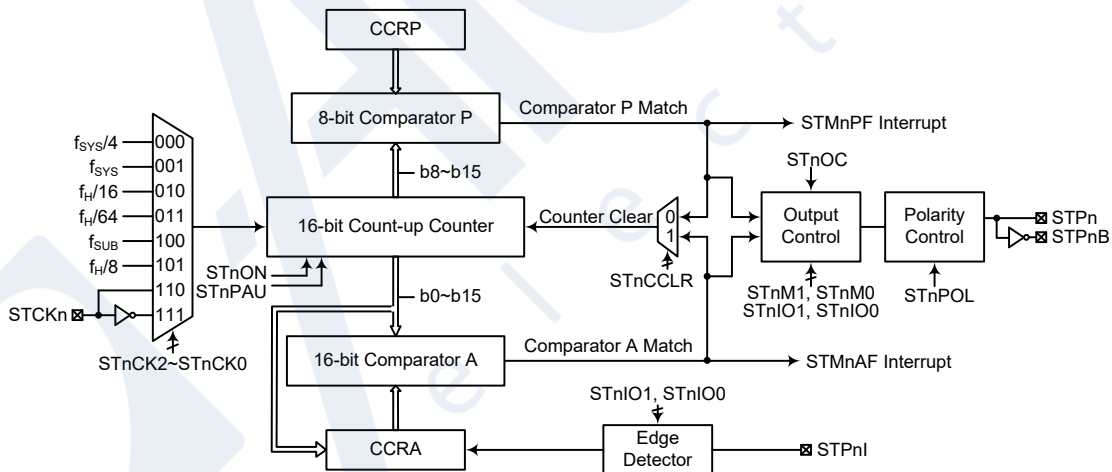 CCRP
8-bit Comparator P
Comparator P Match
STMnPF Interrupt
b8~b15
fSYS/4
000
fSYS
001
fH/16
010
fH/64
011
fSUB
100
fH/8
101
110
111
STCKn
STnCK2~STnCK0
16-bit Count-up Counter
STnON
STnPAU
Counter Clear
0
1
STnCCLR
STnOC
Output
Control
STnM1, STnM0
STnIO1, STnIO0
Polarity
Control
STnPOL
STPn
STPnB
b0~b15
16-bit Comparator A
Comparator A Match
STMnAF Interrupt
CCRA
STnIO1, STnIO0
Edge
Detector
STPnI
e l e c t